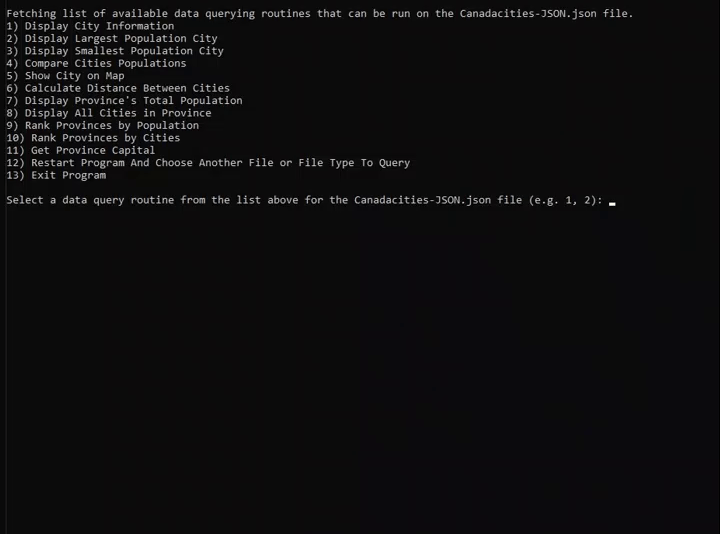 Fetching list of available data querying routines that can be run on the Canadacities-JSON.json file.
1) Display City Information
2) Display Largest Population City
3) Display Smallest Population City
4) Compare Cities Populations
5) Show City on Map
6) Calculate Distance Between Cities
7) Display Province's Total Population
8) Display All Cities in Province
9) Rank Provinces by Population
10) Rank Provinces by Cities
11) Get Province Capital
12) Restart Program And Choose Another File or File Type To Query
13) Exit Program
Select a data query routine from the list above for the Canadacities-JSON.json file (e.g. 1, 2):